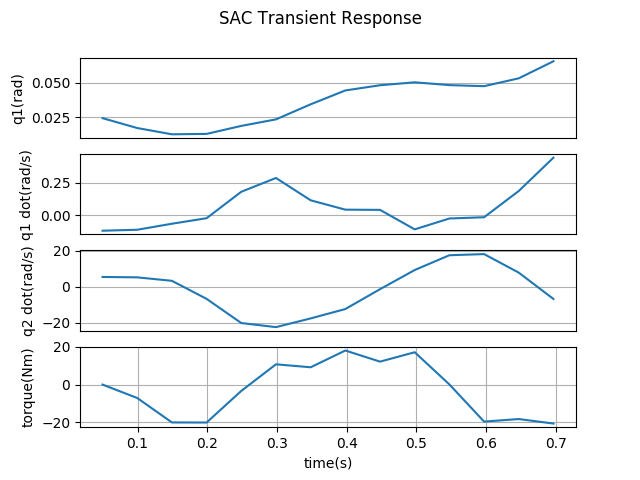 SAC Transient Response
q1(rad)
0.050
0.025
q1 dot(rad/s)
0.25
0.00
q2 dot(rad/s)
20
0
−20
torque(Nm)
20
0
−20
0.1 0.2 0.3 0.4 0.5 0.6 0.7
time(s)